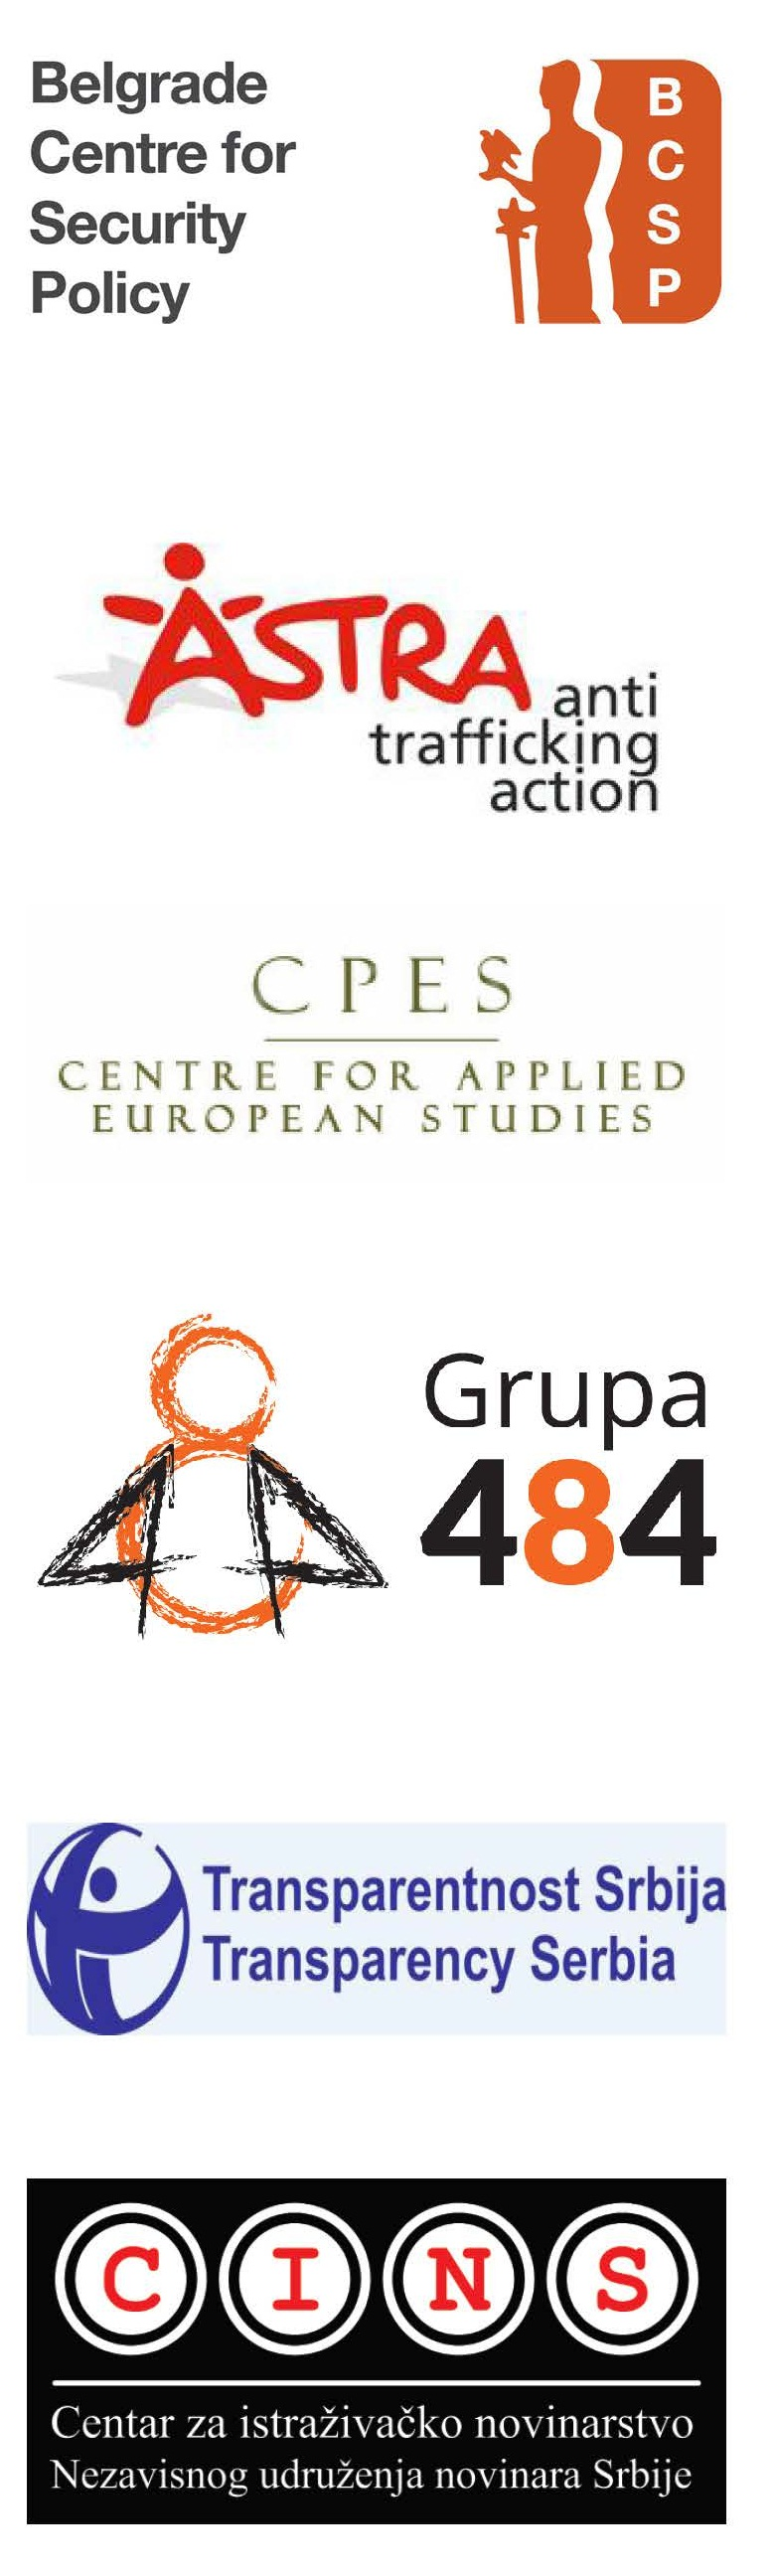 Belgrade
Centre for
Security
Policy
B
C
S
P
ASTRA
anti
trafficking
action
CPES
CENTRE FOR APPLIED
EUROPEAN STUDIES
Grupa
484
Transparentnost Srbija
Transparency Serbia
CINS
Centar za istraživačko novinarstvo
Nezavisnog udruženja novinara Srbije